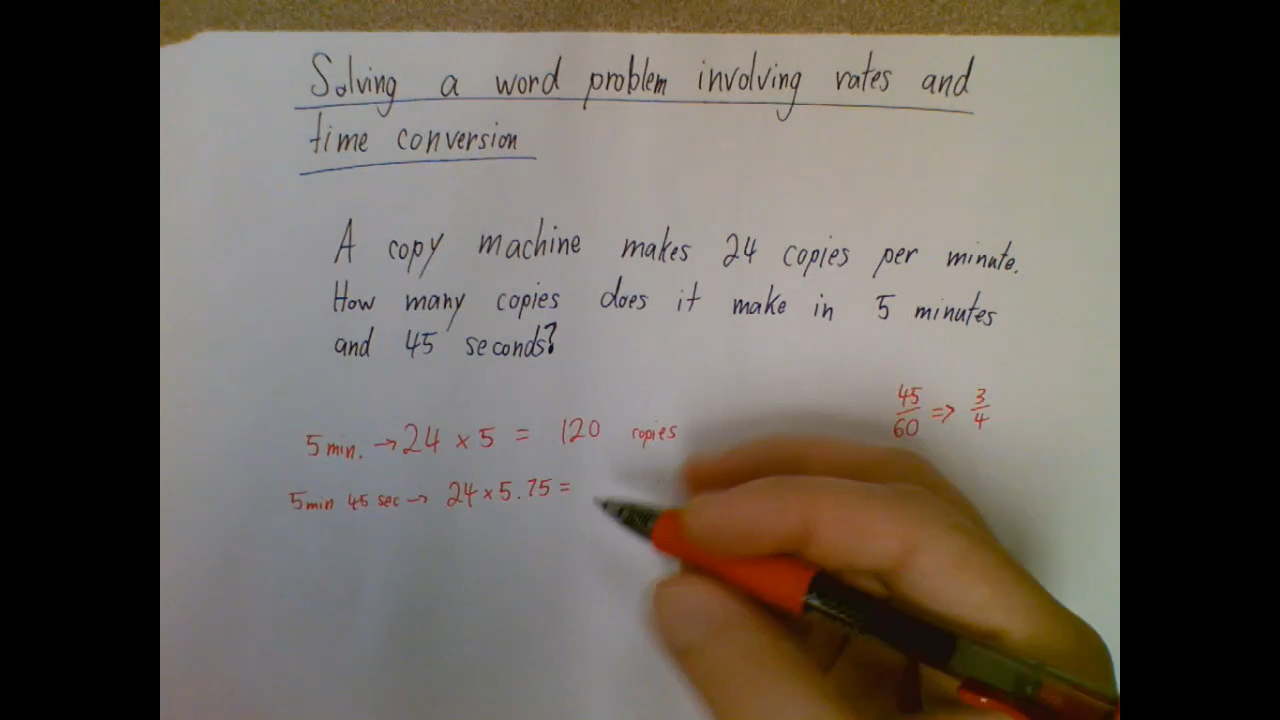 Solving a word problem involving rates and
time conversion
A copy machine makes 24 copies per minute.
How many copies does it make in 5 minutes
and 45 seconds?
45/60 => 3/4
5 min. → 24 × 5 = 120 copies
5min 45 sec → 24 × 5.75 =